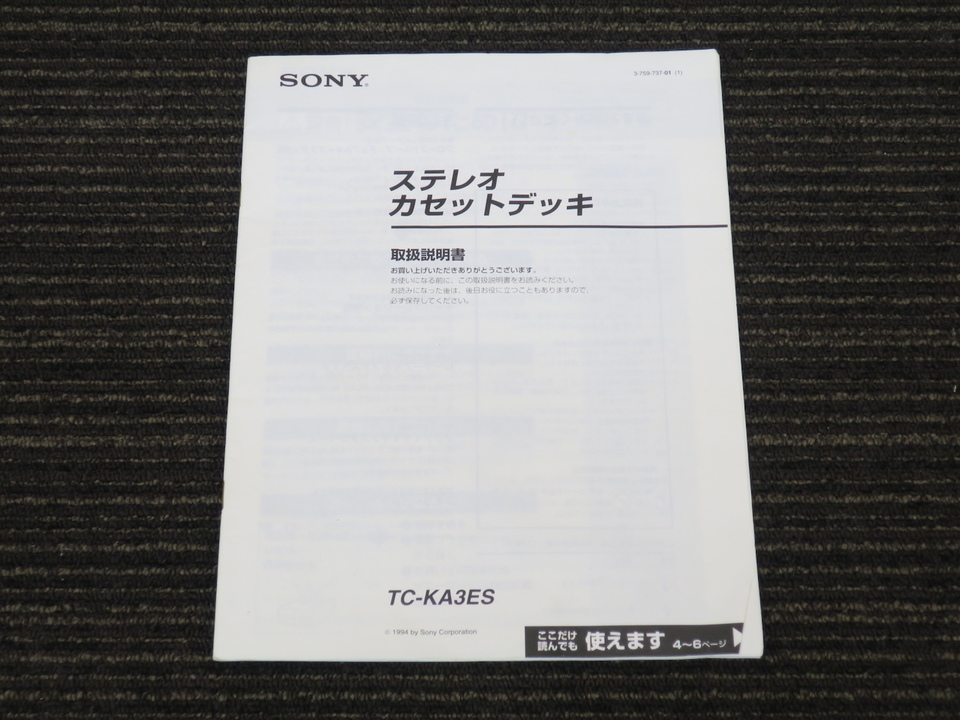 SONY®
3-759-737-01 (1)
ステレオ
カセットデッキ
取扱説明書
お買い上げいただきありがとうございます。
お使いになる前に、この取扱説明書をお読みください。
お読みになった後は、後日お役に立つこともありますので、
必ず保存してください。
TC-KA3ES
© 1994 by Sony Corporation
ここだけ
読んでも 使えます 4〜6ページ